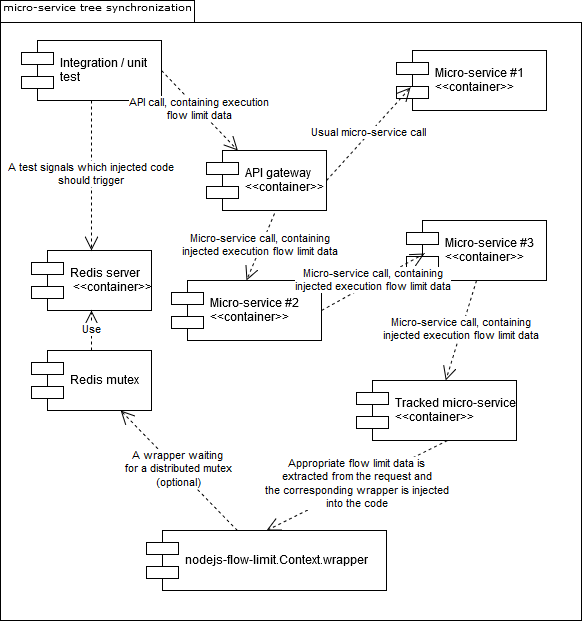 micro-service tree synchronization
Integration / unit
test
Micro-service #1
<<container>>
API call, containing execution
flow limit data
Usual micro-service call
A test signals which injected code
should trigger
API gateway
<<container>>
Micro-service call, containing
injected execution flow limit data
Micro-service #3
<<container>>
Redis server
<<container>>
Micro-service call, containing
injected execution flow limit data
Micro-service #2
<<container>>
Use
Micro-service call, containing
injected execution flow limit data
Redis mutex
Tracked micro-service
<<container>>
A wrapper waiting
for a distributed mutex
(optional)
Appropriate flow limit data is
extracted from the request and
the corresponding wrapper is injected
into the code
nodejs-flow-limit.Context.wrapper